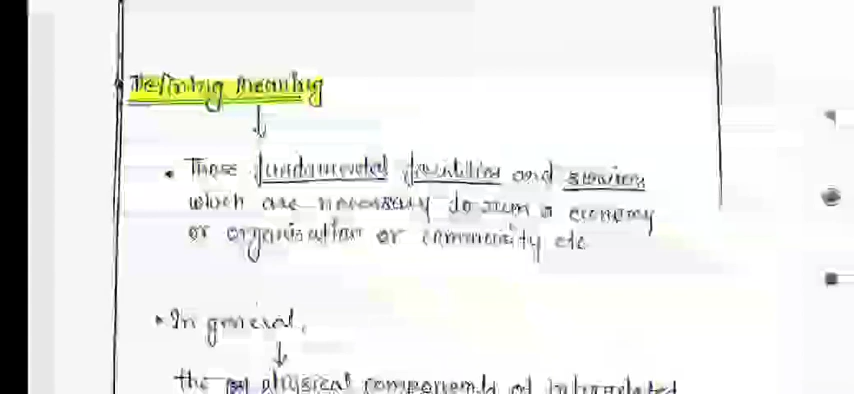 Defining Meaning
↓
• Those fundamental facilities and services
which are necessary to run a economy
or organisation or community etc
• In general,
↓
the physical components of interrelated